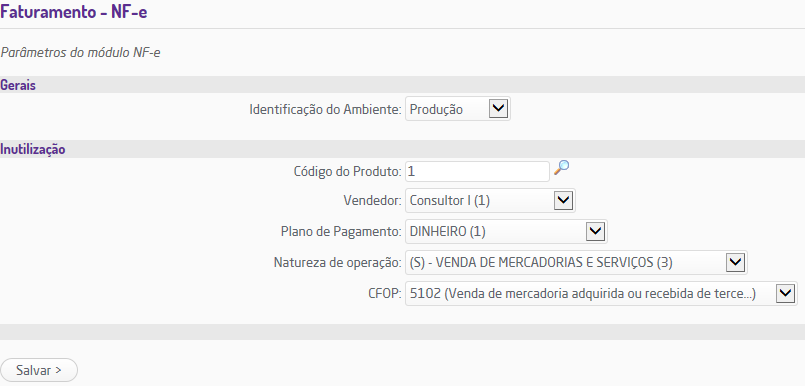 Faturamento - NF-e
Parâmetros do módulo NF-e
Gerais
Identificação do Ambiente: Produção
Inutilização
Código do Produto: 1
Vendedor: Consultor I (1)
Plano de Pagamento: DINHEIRO (1)
Natureza de operação: (S) - VENDA DE MERCADORIAS E SERVIÇOS (3)
CFOP: 5102 (Venda de mercadoria adquirida ou recebida de terce...)
Salvar >